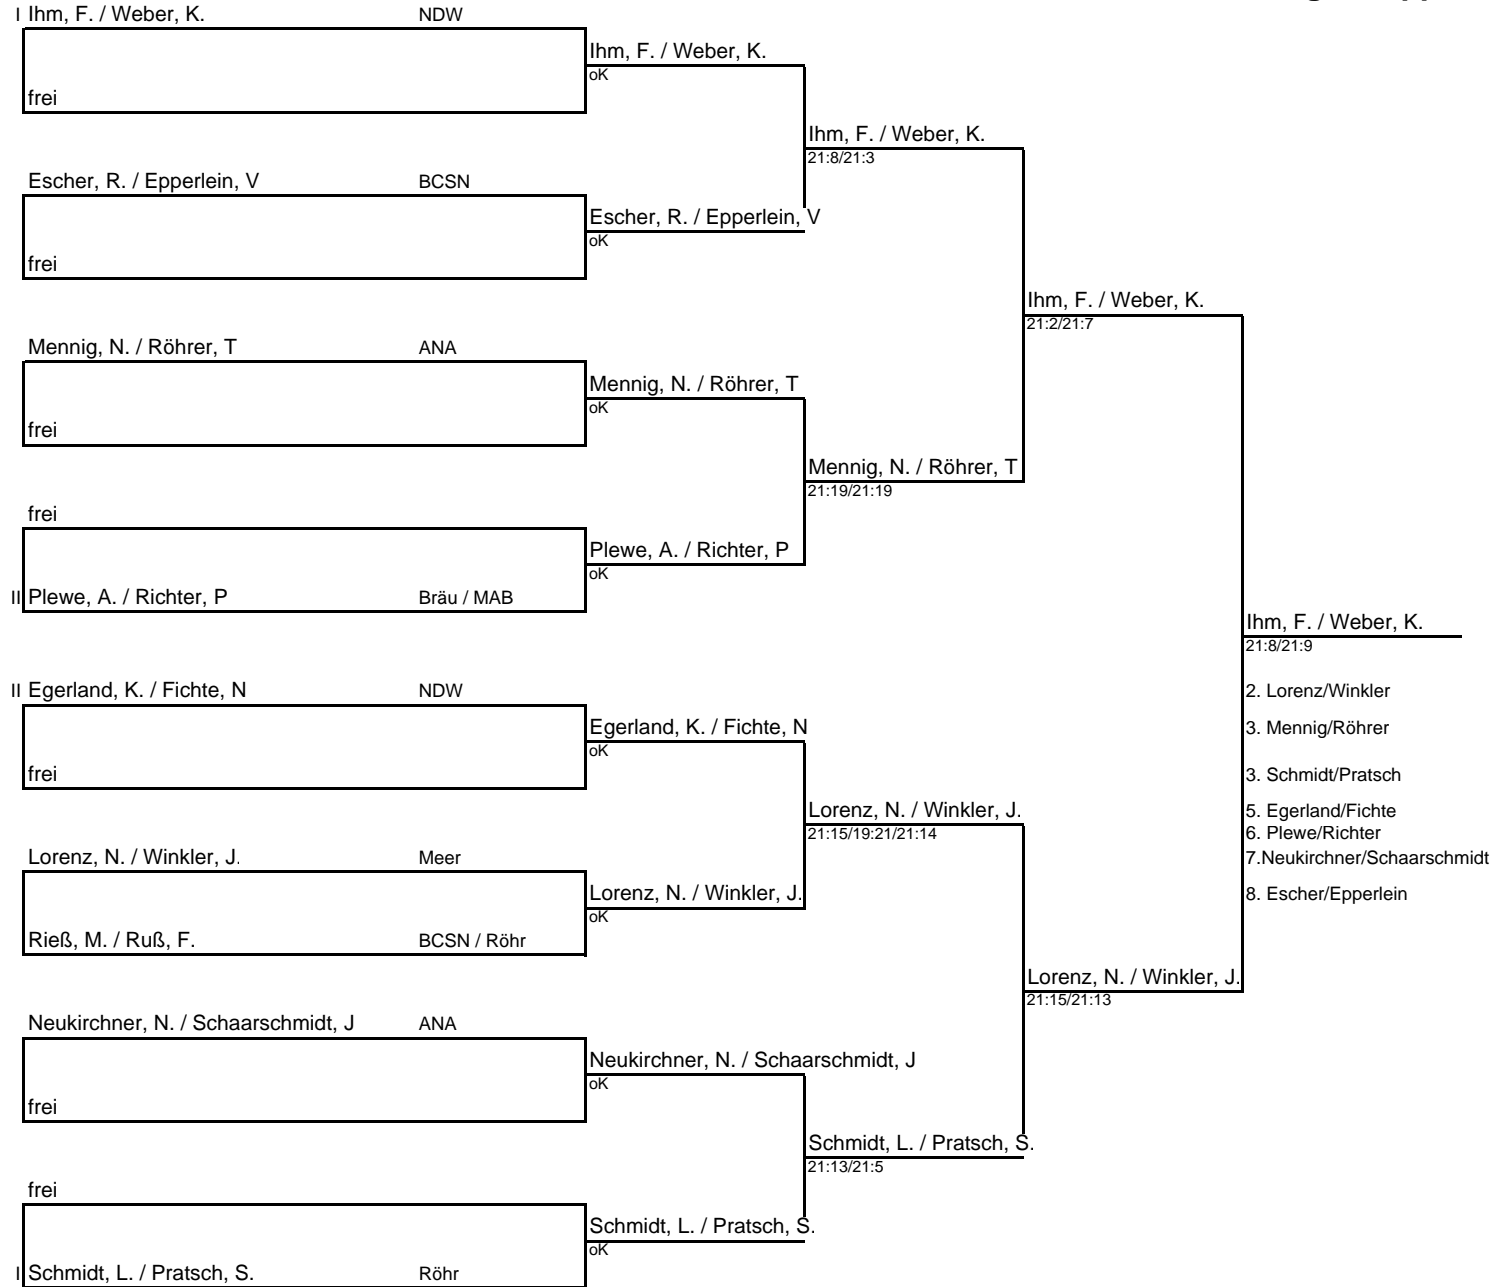 I Ihm, F. / Weber, K. NDW
Ihm, F. / Weber, K.
oK
frei
Ihm, F. / Weber, K.
21:8/21:3
Escher, R. / Epperlein, V BCSN
Escher, R. / Epperlein, V
oK
frei
Ihm, F. / Weber, K.
21:2/21:7
Mennig, N. / Röhrer, T ANA
Mennig, N. / Röhrer, T
oK
frei
Mennig, N. / Röhrer, T
21:19/21:19
frei
Plewe, A. / Richter, P
oK
II Plewe, A. / Richter, P Bräu / MAB
Ihm, F. / Weber, K.
21:8/21:9
II Egerland, K. / Fichte, N NDW
2. Lorenz/Winkler
Egerland, K. / Fichte, N
3. Mennig/Röhrer
oK
frei
3. Schmidt/Pratsch
Lorenz, N. / Winkler, J.
5. Egerland/Fichte
21:15/19:21/21:14
6. Plewe/Richter
Lorenz, N. / Winkler, J. Meer
7.Neukirchner/Schaarschmidt
Lorenz, N. / Winkler, J.
8. Escher/Epperlein
oK
Rieß, M. / Ruß, F. BCSN / Röhr
Lorenz, N. / Winkler, J.
21:15/21:13
Neukirchner, N. / Schaarschmidt, J ANA
Neukirchner, N. / Schaarschmidt, J
oK
frei
Schmidt, L. / Pratsch, S.
21:13/21:5
frei
Schmidt, L. / Pratsch, S.
oK
I Schmidt, L. / Pratsch, S. Röhr